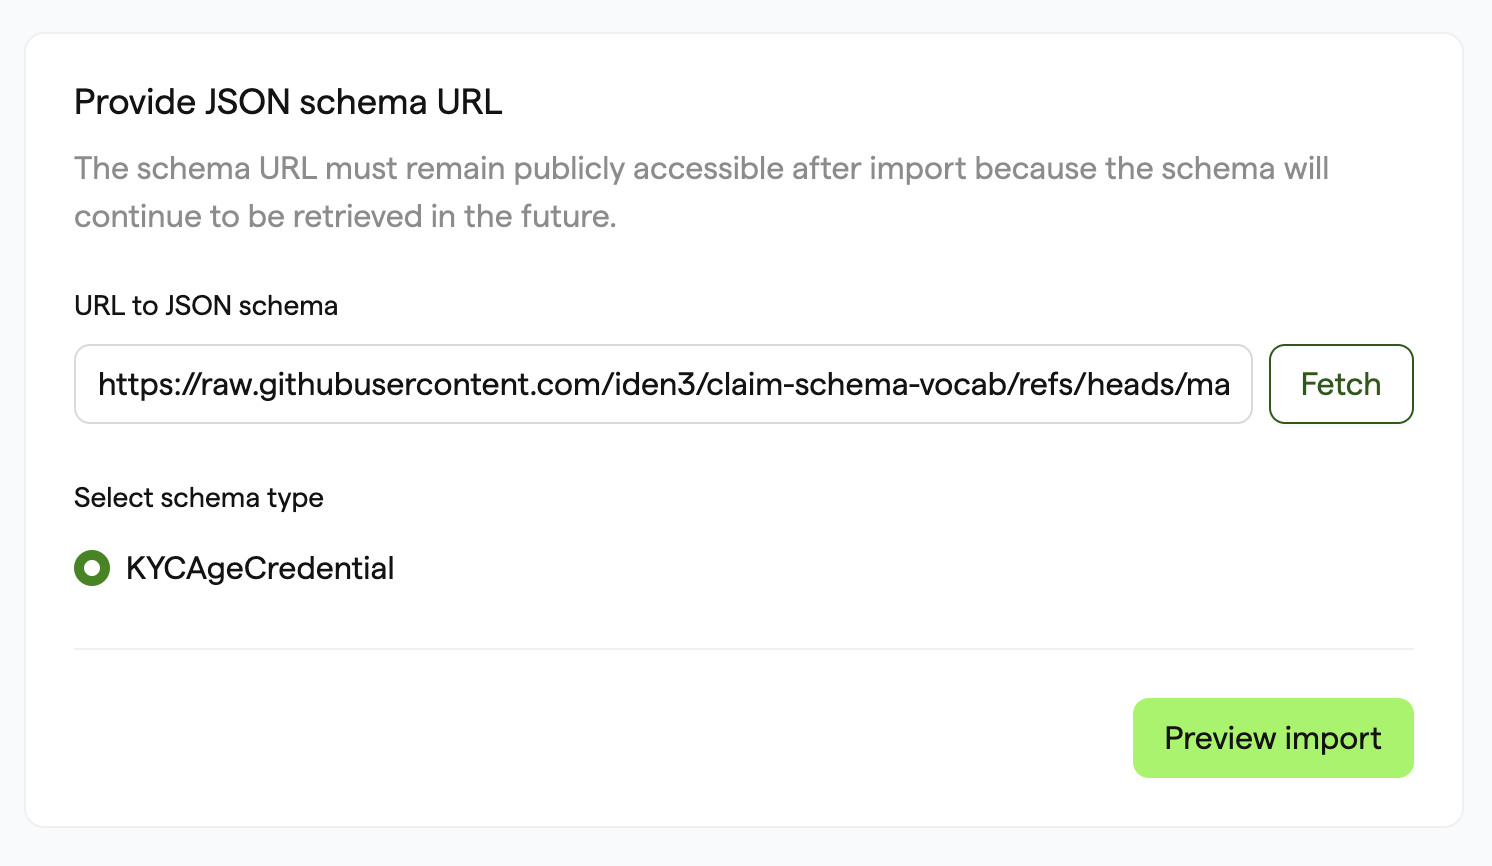 Provide JSON schema URL
The schema URL must remain publicly accessible after import because the schema will
continue to be retrieved in the future.
URL to JSON schema
https://raw.githubusercontent.com/iden3/claim-schema-vocab/refs/heads/ma
Fetch
Select schema type
KYCAgeCredential
Preview import